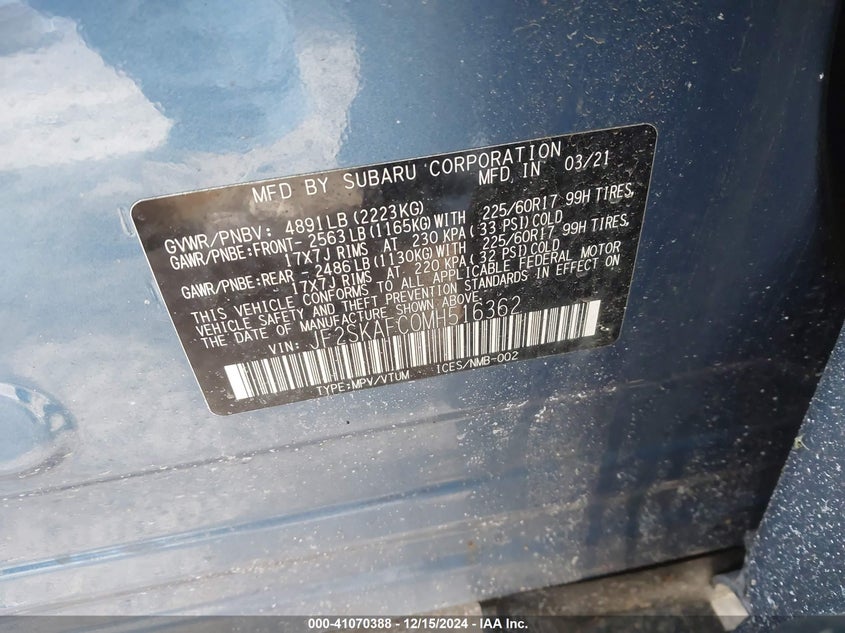 MFD BY SUBARU CORPORATION
MFD IN 03/21
GVWR/PNBV: 4891LB(2223KG)
GAWR/PNBE:FRONT- 2563LB(1165KG)WITH 225/60R17 99H TIRES,
17X7J RIMS AT 230 KPA(33 PSI)COLD
GAWR/PNBE:REAR -2486LB(1130KG)WITH 225/60R17 99H TIRES,
17X7J RIMS AT 220 KPA(32 PSI)COLD
THIS VEHICLE CONFORMS TO ALL APPLICABLE FEDERAL MOTOR
VEHICLE SAFETY AND THEFT PREVENTION STANDARDS IN EFFECT ON
THE DATE OF MANUFACTURE SHOWN ABOVE.
VIN: JF2SKAFC0MH516362
TYPE:MPV/VTUM ICES/NMB-002
000-41070388 - 12/15/2024 - IAA Inc.